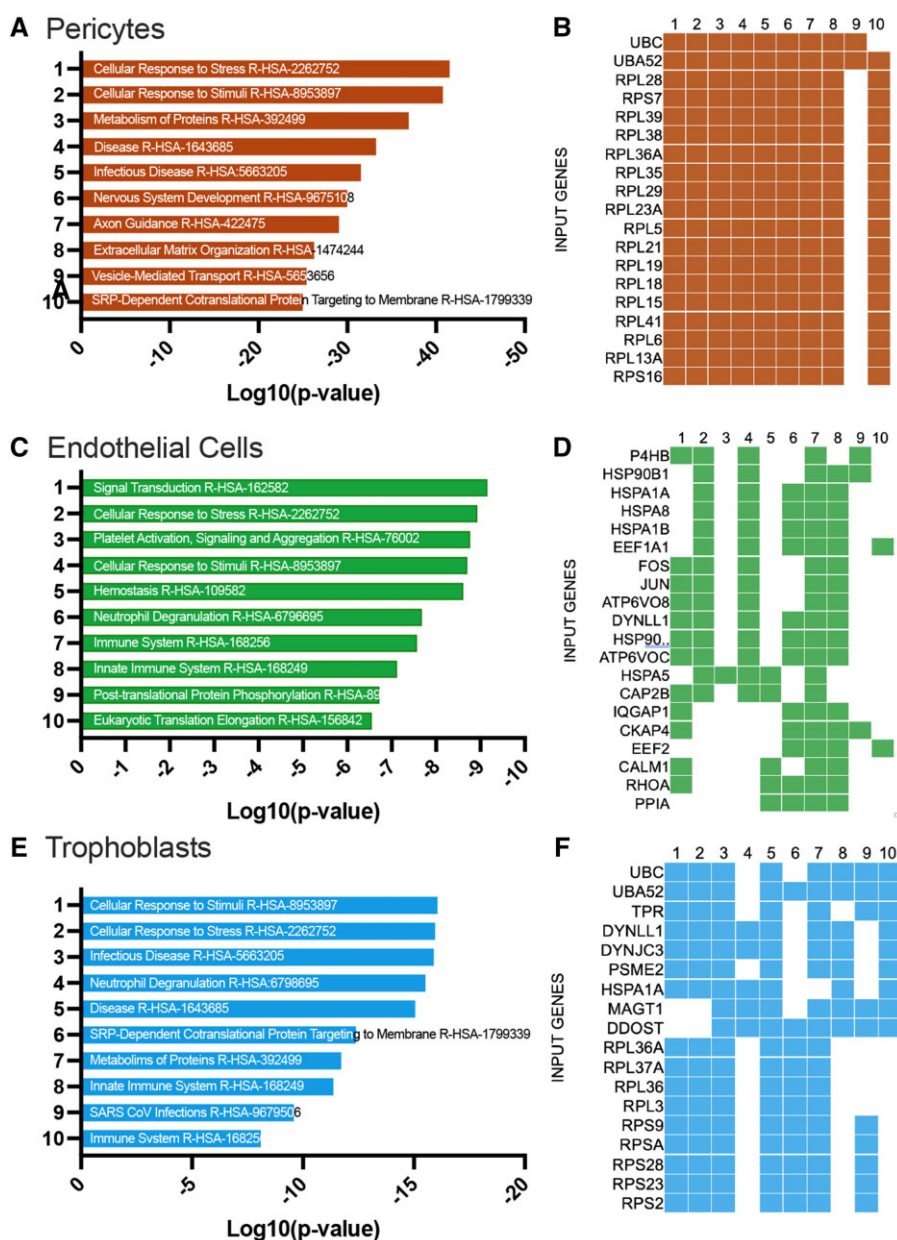 A Pericytes
1 Cellular Response to Stress R-HSA-2262752
2 Cellular Response to Stimuli R-HSA-8953897
3 Metabolism of Proteins R-HSA-392499
4 Disease R-HSA-1643685
5 Infectious Disease R-HSA:5663205
6 Nervous System Development R-HSA-9675108
7 Axon Guidance R-HSA-422475
8 Extracellular Matrix Organization R-HSA-1474244
9 Vesicle-Mediated Transport R-HSA-5653656
A
10 SRP-Dependent Cotranslational Protein Targeting to Membrane R-HSA-1799339
0 -10 -20 -30 -40 -50
Log10(p-value)
B
1 2 3 4 5 6 7 8 9 10
INPUT GENES
UBC
UBA52
RPL28
RPS7
RPL39
RPL38
RPL36A
RPL35
RPL29
RPL23A
RPL5
RPL21
RPL19
RPL18
RPL15
RPL41
RPL6
RPL13A
RPS16
C Endothelial Cells
1 Signal Transduction R-HSA-162582
2 Cellular Response to Stress R-HSA-2262752
3 Platelet Activation, Signaling and Aggregation R-HSA-76002
4 Cellular Response to Stimuli R-HSA-8953897
5 Hemostasis R-HSA-109582
6 Neutrophil Degranulation R-HSA-6796695
7 Immune System R-HSA-168256
8 Innate Immune System R-HSA-168249
9 Post-translational Protein Phosphorylation R-HSA-89
10 Eukaryotic Translation Elongation R-HSA-156842
0 -1 -2 -3 -4 -5 -6 -7 -8 -9 -10
Log10(p-value)
D
1 2 3 4 5 6 7 8 9 10
INPUT GENES
P4HB
HSP90B1
HSPA1A
HSPA8
HSPA1B
EEF1A1
FOS
JUN
ATP6VO8
DYNLL1
HSP90..
ATP6VOC
HSPA5
CAP2B
IQGAP1
CKAP4
EEF2
CALM1
RHOA
PPIA
E Trophoblasts
1 Cellular Response to Stimuli R-HSA-8953897
2 Cellular Response to Stress R-HSA-2262752
3 Infectious Disease R-HSA-5663205
4 Neutrophil Degranulation R-HSA:6798695
5 Disease R-HSA-1643685
6 SRP-Dependent Cotranslational Protein Targeting to Membrane R-HSA-1799339
7 Metabolims of Proteins R-HSA-392499
8 Innate Immune System R-HSA-168249
9 SARS CoV Infections R-HSA-9679506
10 Immune System R-HSA-16825
0 -5 -10 -15 -20
Log10(p-value)
F
1 2 3 4 5 6 7 8 9 10
INPUT GENES
UBC
UBA52
TPR
DYNLL1
DYNJC3
PSME2
HSPA1A
MAGT1
DDOST
RPL36A
RPL37A
RPL36
RPL3
RPS9
RPSA
RPS28
RPS23
RPS2